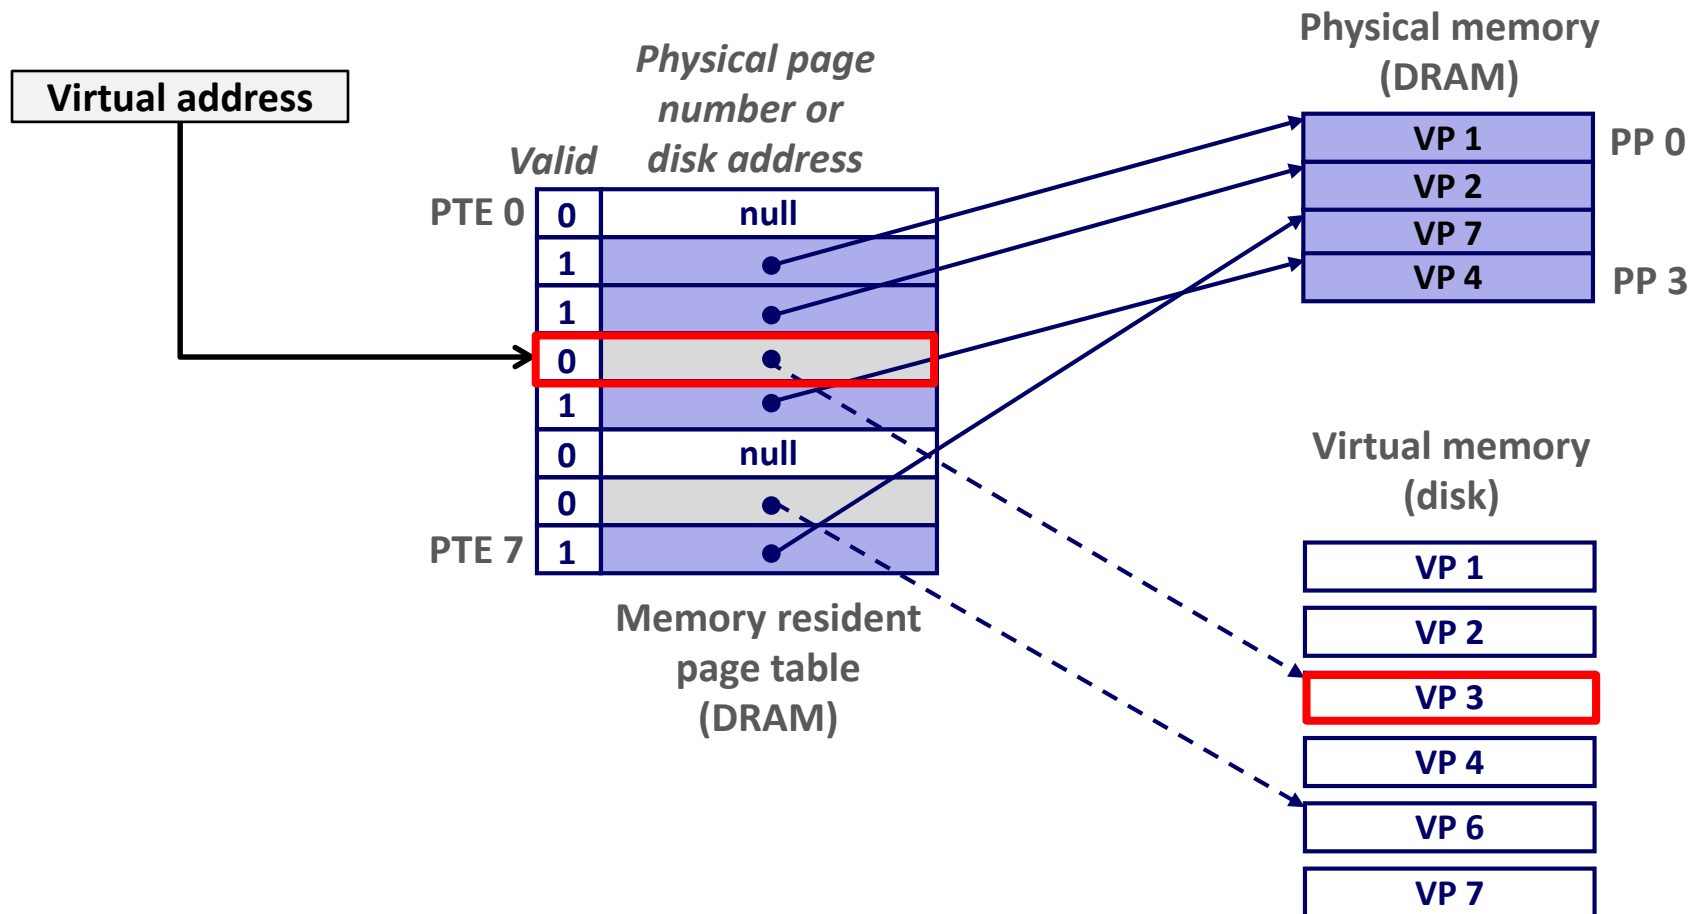 Virtual address
Physical page
number or
disk address
Valid
PTE 0
0
null
1
1
0
1
0
null
0
PTE 7
1
Memory resident
page table
(DRAM)
Physical memory
(DRAM)
VP 1
PP 0
VP 2
VP 7
VP 4
PP 3
Virtual memory
(disk)
VP 1
VP 2
VP 3
VP 4
VP 6
VP 7